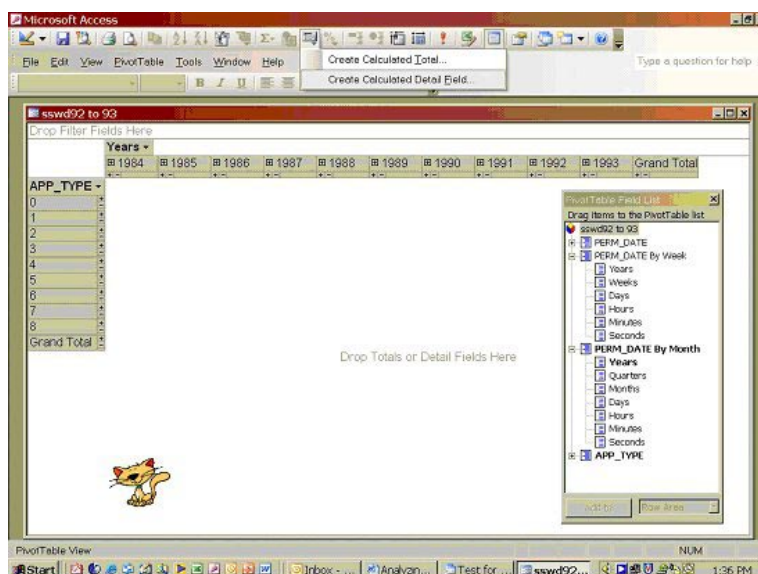 Microsoft Access
File Edit View PivotTable Tools Window Help
Type a question for help
Create Calculated Total...
Create Calculated Detail Field...
B I U
sswd92 to 93
Drop Filter Fields Here
Years
1984 1985 1986 1987 1988 1989 1990 1991 1992 1993 Grand Total
APP_TYPE
0
1
2
3
4
5
6
7
8
Grand Total
Drop Totals or Detail Fields Here
PivotTable Field List
Drag items to the PivotTable list
sswd92 to 93
PERM_DATE
PERM_DATE By Week
Years
Weeks
Days
Hours
Minutes
Seconds
PERM_DATE By Month
Years
Quarters
Months
Days
Hours
Minutes
Seconds
APP_TYPE
Add to
Row Area
PivotTable View
NUM
Start
Inbox - ...
Analyzin...
Test for ...
sswd92...
1:36 PM